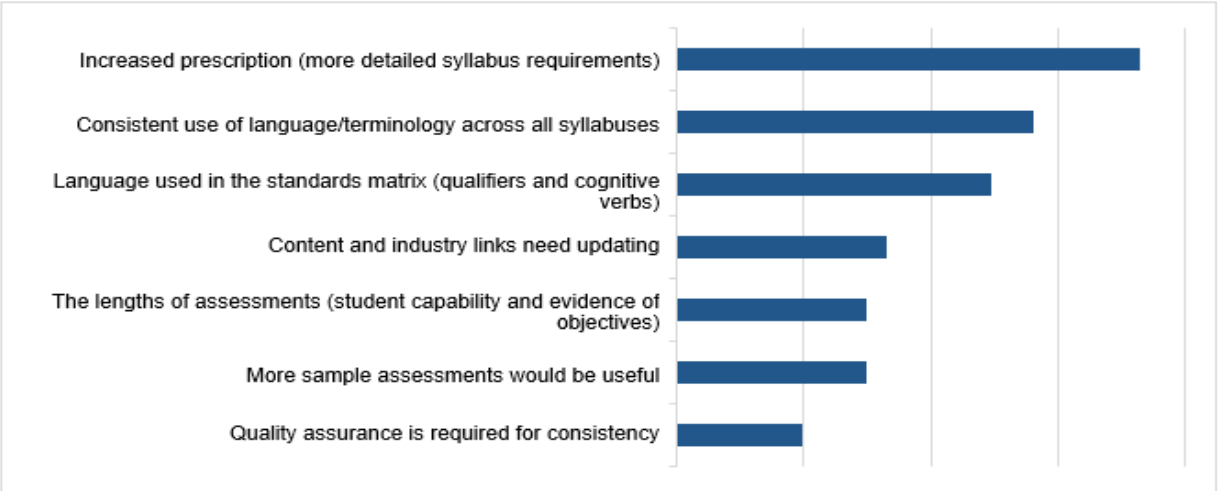 Increased prescription (more detailed syllabus requirements)
Consistent use of language/terminology across all syllabuses
Language used in the standards matrix (qualifiers and cognitive
verbs)
Content and industry links need updating
The lengths of assessments (student capability and evidence of
objectives)
More sample assessments would be useful
Quality assurance is required for consistency